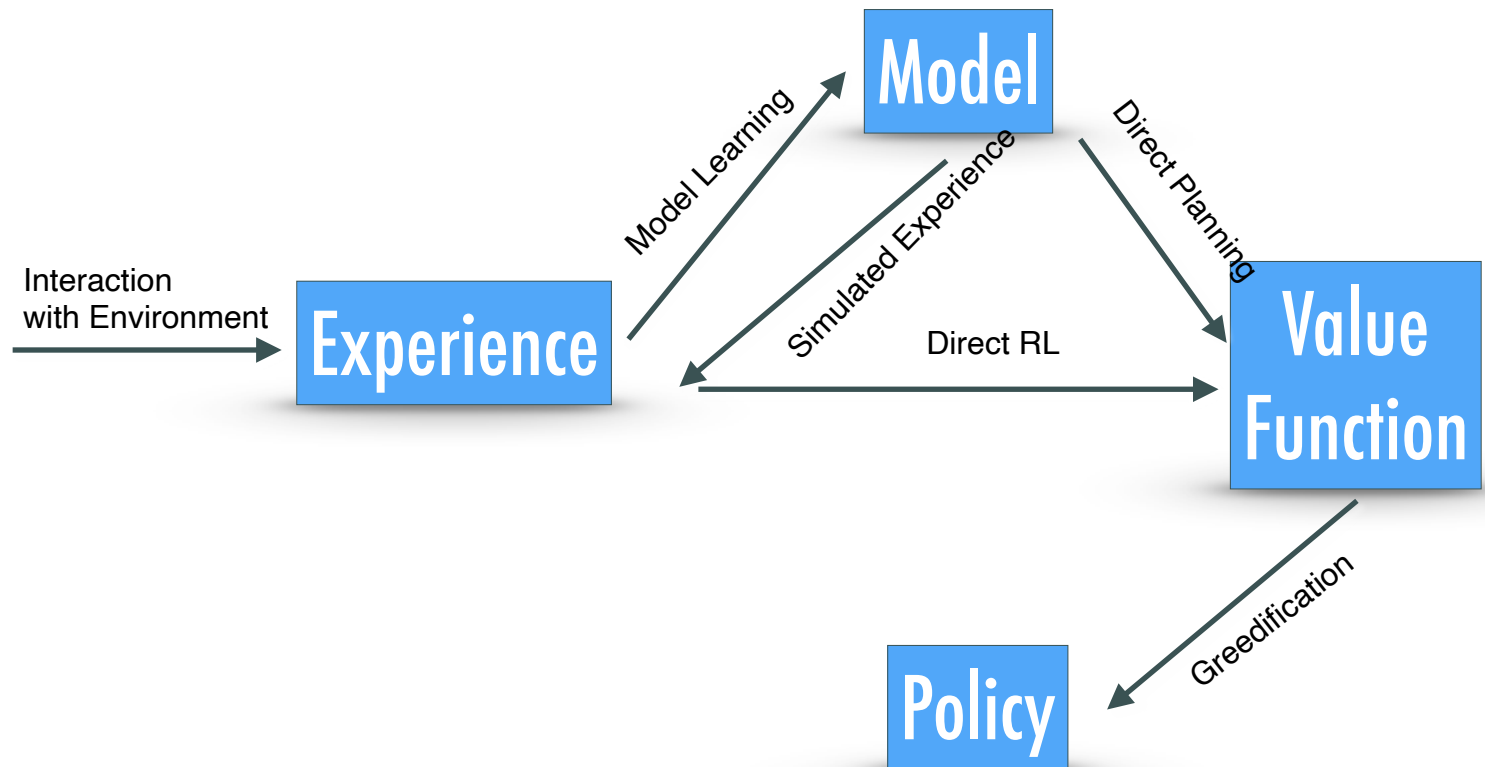 Model
Model Learning
Simulated Experience
Direct Planning
Interaction
with Environment
Experience
Direct RL
Value
Function
Greedification
Policy